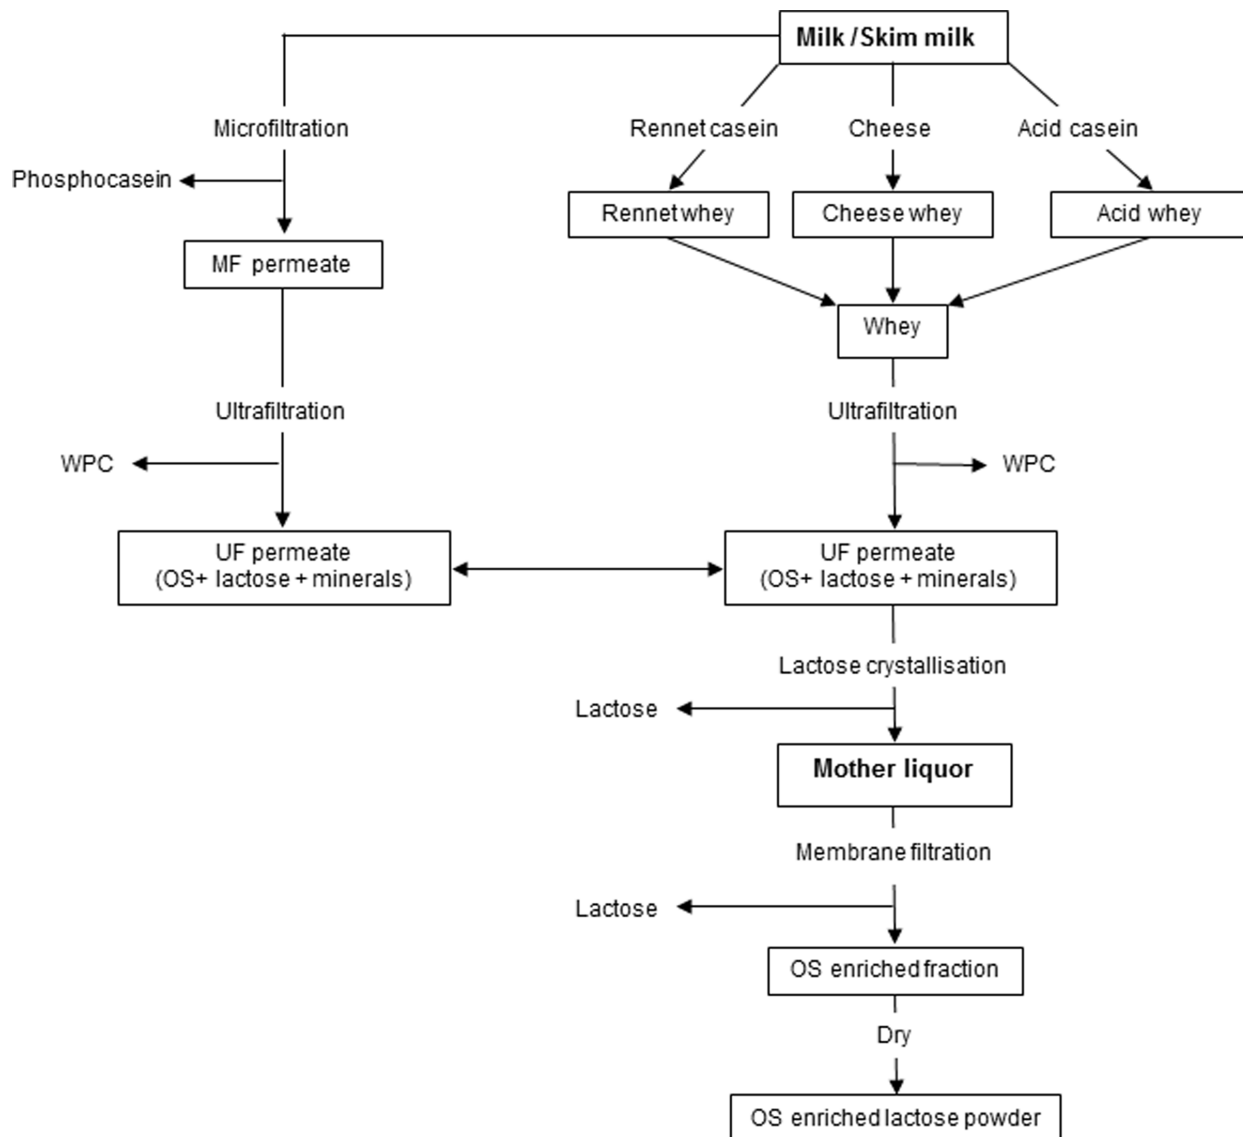 Milk / Skim milk
Microfiltration
Rennet casein
Cheese
Acid casein
Phosphocasein
Rennet whey
Cheese whey
Acid whey
MF permeate
Whey
Ultrafiltration
Ultrafiltration
WPC
WPC
UF permeate
(OS+ lactose + minerals)
UF permeate
(OS+ lactose + minerals)
Lactose crystallisation
Lactose
Mother liquor
Membrane filtration
Lactose
OS enriched fraction
Dry
OS enriched lactose powder